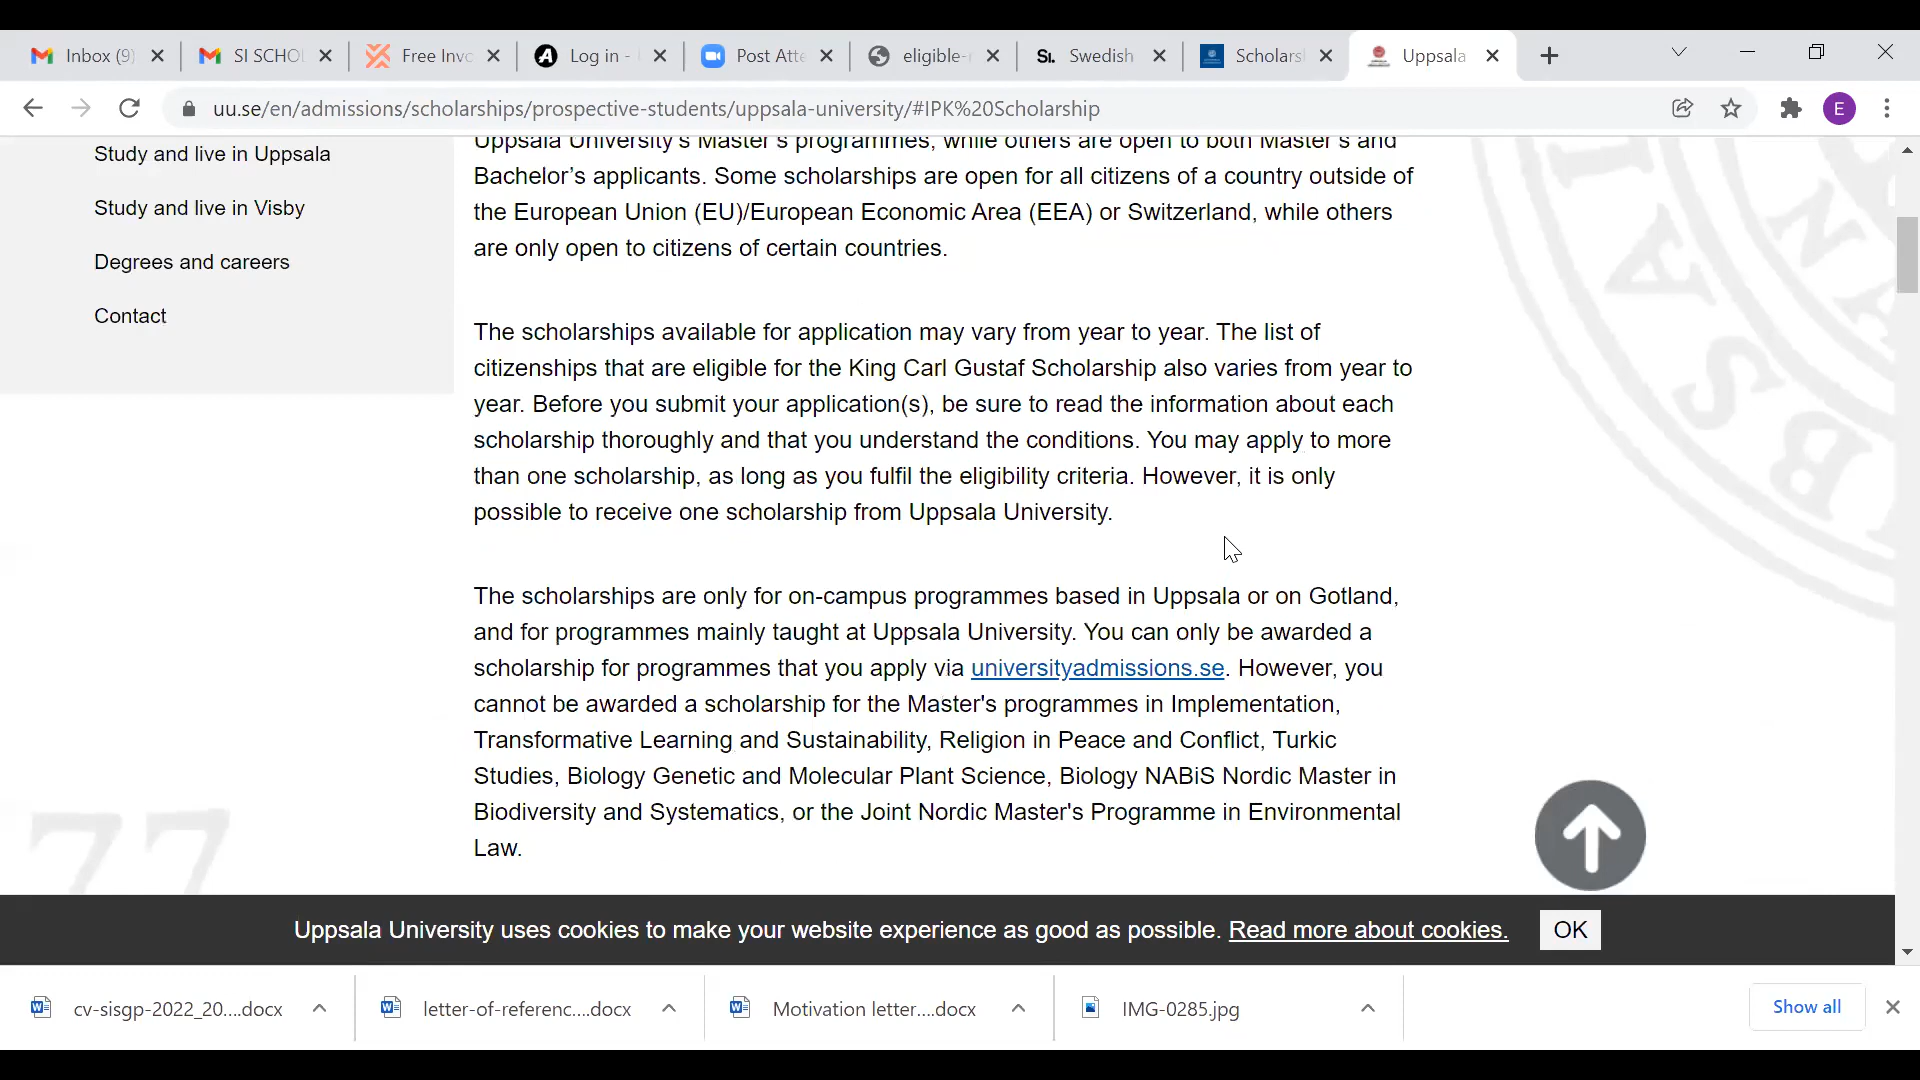 Inbox (9)
SI SCHO
Free Invo
Log in -
Post Atte
eligible-
Swedish
Scholars
Uppsala
uu.se/en/admissions/scholarships/prospective-students/uppsala-university/#IPK%20Scholarship
E
Study and live in Uppsala
Study and live in Visby
Degrees and careers
Contact
Uppsala University's Master's programmes, while others are open to both Master's and
Bachelor's applicants. Some scholarships are open for all citizens of a country outside of
the European Union (EU)/European Economic Area (EEA) or Switzerland, while others
are only open to citizens of certain countries.
The scholarships available for application may vary from year to year. The list of
citizenships that are eligible for the King Carl Gustaf Scholarship also varies from year to
year. Before you submit your application(s), be sure to read the information about each
scholarship thoroughly and that you understand the conditions. You may apply to more
than one scholarship, as long as you fulfil the eligibility criteria. However, it is only
possible to receive one scholarship from Uppsala University.
The scholarships are only for on-campus programmes based in Uppsala or on Gotland,
and for programmes mainly taught at Uppsala University. You can only be awarded a
scholarship for programmes that you apply via universityadmissions.se. However, you
cannot be awarded a scholarship for the Master's programmes in Implementation,
Transformative Learning and Sustainability, Religion in Peace and Conflict, Turkic
Studies, Biology Genetic and Molecular Plant Science, Biology NABiS Nordic Master in
Biodiversity and Systematics, or the Joint Nordic Master's Programme in Environmental
Law.
77
Uppsala University uses cookies to make your website experience as good as possible. Read more about cookies.
OK
cv-sisgp-2022_20....docx
letter-of-referenc....docx
Motivation letter....docx
IMG-0285.jpg
Show all